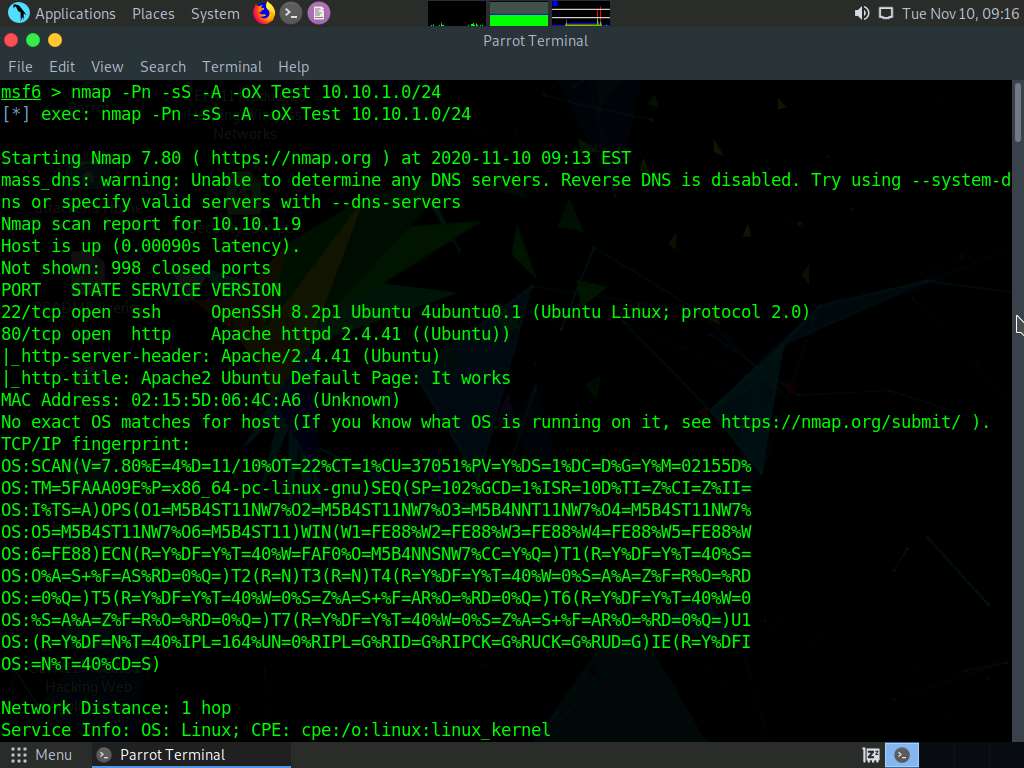 Applications Places System Tue Nov 10, 09:16
Parrot Terminal
File Edit View Search Terminal Help
msf6 > nmap -Pn -sS -A -oX Test 10.10.1.0/24
[*] exec: nmap -Pn -sS -A -oX Test 10.10.1.0/24
Networks
Starting Nmap 7.80 ( https://nmap.org ) at 2020-11-10 09:13 EST
mass_dns: warning: Unable to determine any DNS servers. Reverse DNS is disabled. Try using --system-d
ns or specify valid servers with --dns-servers
Nmap scan report for 10.10.1.9
Host is up (0.00090s latency).
Not shown: 998 closed ports
PORT   STATE SERVICE VERSION
22/tcp open  ssh     OpenSSH 8.2p1 Ubuntu 4ubuntu0.1 (Ubuntu Linux; protocol 2.0)
80/tcp open  http    Apache httpd 2.4.41 ((Ubuntu))
|_http-server-header: Apache/2.4.41 (Ubuntu)
|_http-title: Apache2 Ubuntu Default Page: It works
MAC Address: 02:15:5D:06:4C:A6 (Unknown)
No exact OS matches for host (If you know what OS is running on it, see https://nmap.org/submit/ ).
TCP/IP fingerprint:
OS:SCAN(V=7.80%E=4%D=11/10%OT=22%CT=1%CU=37051%PV=Y%DS=1%DC=D%G=Y%M=02155D%
OS:TM=5FAAA09E%P=x86_64-pc-linux-gnu)SEQ(SP=102%GCD=1%ISR=10D%TI=Z%CI=Z%II=
OS:I%TS=A)OPS(O1=M5B4ST11NW7%O2=M5B4ST11NW7%O3=M5B4NNT11NW7%O4=M5B4ST11NW7%
OS:O5=M5B4ST11NW7%O6=M5B4ST11)WIN(W1=FE88%W2=FE88%W3=FE88%W4=FE88%W5=FE88%W
OS:6=FE88)ECN(R=Y%DF=Y%T=40%W=FAF0%O=M5B4NNSNW7%CC=Y%Q=)T1(R=Y%DF=Y%T=40%S=
OS:O%A=S+%F=AS%RD=0%Q=)T2(R=N)T3(R=N)T4(R=Y%DF=Y%T=40%W=0%S=A%A=Z%F=R%O=%RD
OS:=0%Q=)T5(R=Y%DF=Y%T=40%W=0%S=Z%A=S+%F=AR%O=%RD=0%Q=)T6(R=Y%DF=Y%T=40%W=0
OS:%S=A%A=Z%F=R%O=%RD=0%Q=)T7(R=Y%DF=Y%T=40%W=0%S=Z%A=S+%F=AR%O=%RD=0%Q=)U1
OS:(R=Y%DF=N%T=40%IPL=164%UN=0%RIPL=G%RID=G%RIPCK=G%RUCK=G%RUD=G)IE(R=Y%DFI
OS:=N%T=40%CD=S)
Hacking Web
Network Distance: 1 hop
Service Info: OS: Linux; CPE: cpe:/o:linux:linux_kernel
Menu Parrot Terminal